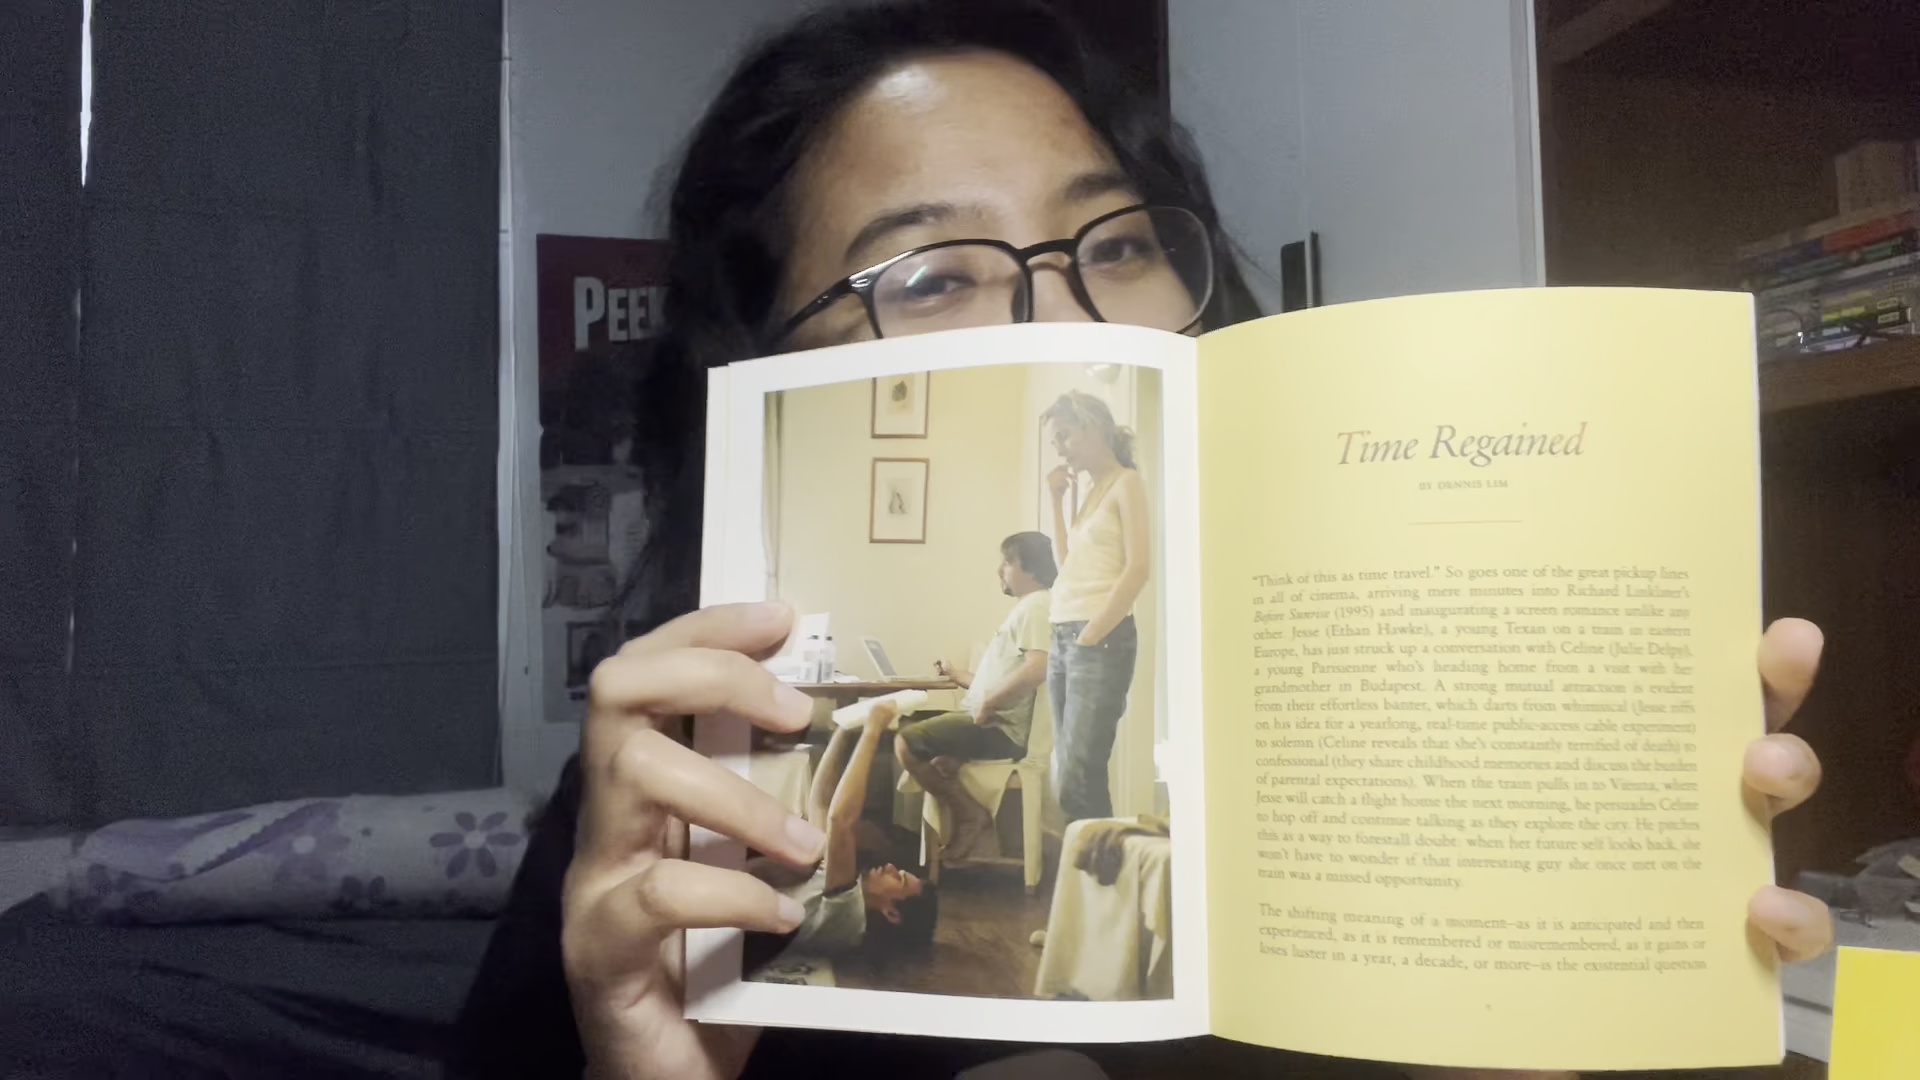 PEE
Time Regained
BY DENNIS LIM
“Think of this as time travel.” So goes one of the great pickup lines
in all of cinema, arriving mere minutes into Richard Linklater’s
Before Sunrise (1995) and inaugurating a screen romance unlike any
other. Jesse (Ethan Hawke), a young Texan on a train in eastern
Europe, has just struck up a conversation with Celine (Julie Delpy),
a young Parisienne who’s heading home from a visit with her
grandmother in Budapest. A strong mutual attraction is evident
from their effortless banter, which darts from whimsical (Jesse riffs
on his idea for a yearlong, real-time public-access cable experiment)
to solemn (Celine reveals that she’s constantly terrified of death) to
confessional (they share childhood memories and discuss the burden
of parental expectations). When the train pulls in to Vienna, where
Jesse will catch a flight home the next morning, he persuades Celine
to hop off and continue talking as they explore the city. He pitches
this as a way to forestall doubt: when her future self looks back, she
won’t have to wonder if that interesting guy she once met on the
train was a missed opportunity.
The shifting meaning of a moment—as it is anticipated and then
experienced, as it is remembered or misremembered, as it gains or
loses luster in a year, a decade, or more—is the existential question